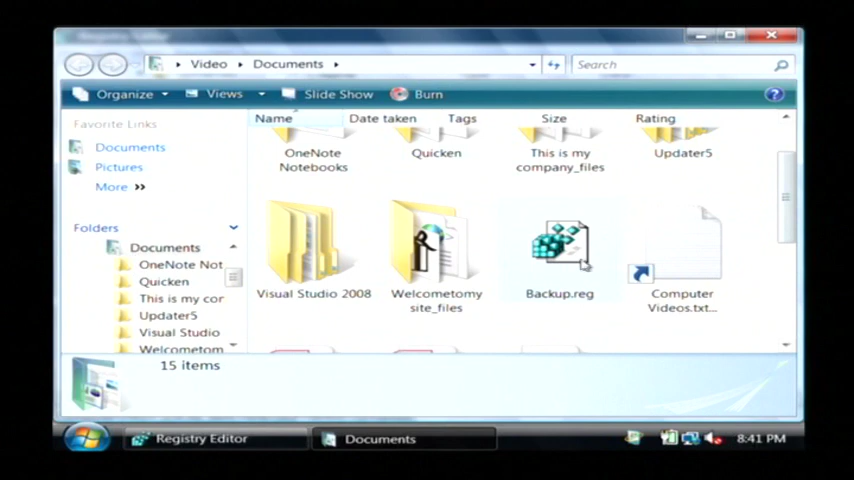 Video
Documents
Search
Organize
Views
Slide Show
Burn
Favorite Links
Documents
Pictures
More
Folders
Documents
OneNote Not
Quicken
This is my cor
Updater5
Visual Studio
Welcometom
Name
Date taken
Tags
Size
Rating
OneNote
Notebooks
Quicken
This is my
company_files
Updater5
Visual Studio 2008
Welcometomy
site_files
Backup.reg
Computer
Videos.txt...
15 items
Registry Editor
Documents
8:41 PM